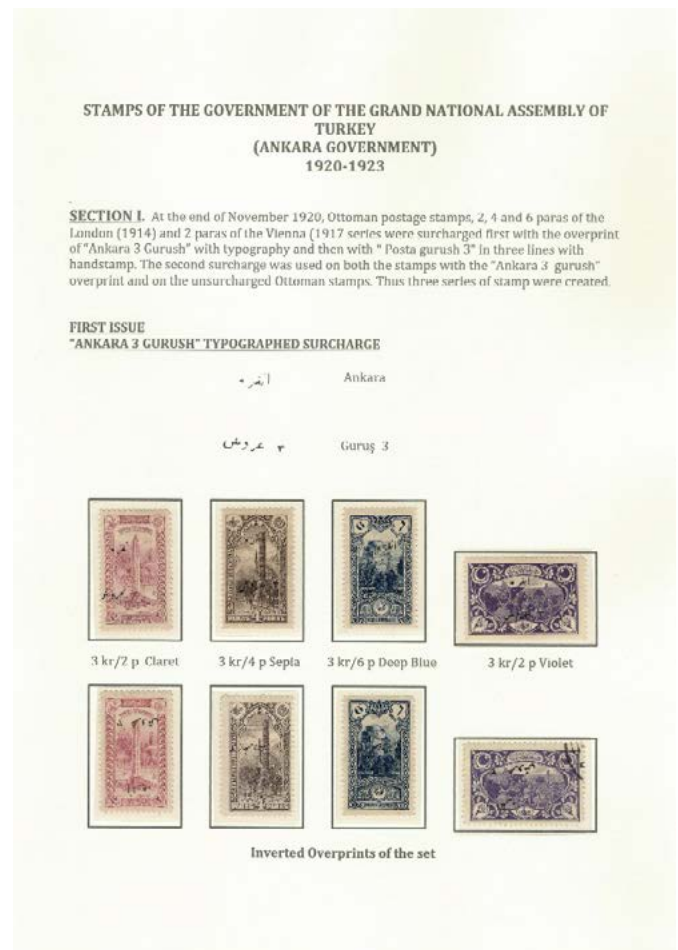 STAMPS OF THE GOVERNMENT OF THE GRAND NATIONAL ASSEMBLY OF
TURKEY
(ANKARA GOVERNMENT)
1920-1923
SECTION I. At the end of November 1920, Ottoman postage stamps, 2, 4 and 6 paras of the
London (1914) and 2 paras of the Vienna (1917 series were surcharged first with the overprint
of "Ankara 3 Gurush" with typography and then with " Posta gurush 3" in three lines with
handstamp. The second surcharge was used on both the stamps with the "Ankara 3 gurush"
overprint and on the unsurcharged Ottoman stamps. Thus three series of stamp were created.
FIRST ISSUE
"ANKARA 3 GURUSH" TYPOGRAPHED SURCHARGE
انقره Ankara
٣ غروش Guruş 3
3 kr/2 p Claret 3 kr/4 p Sepia 3 kr/6 p Deep Blue 3 kr/2 p Violet
Inverted Overprints of the set